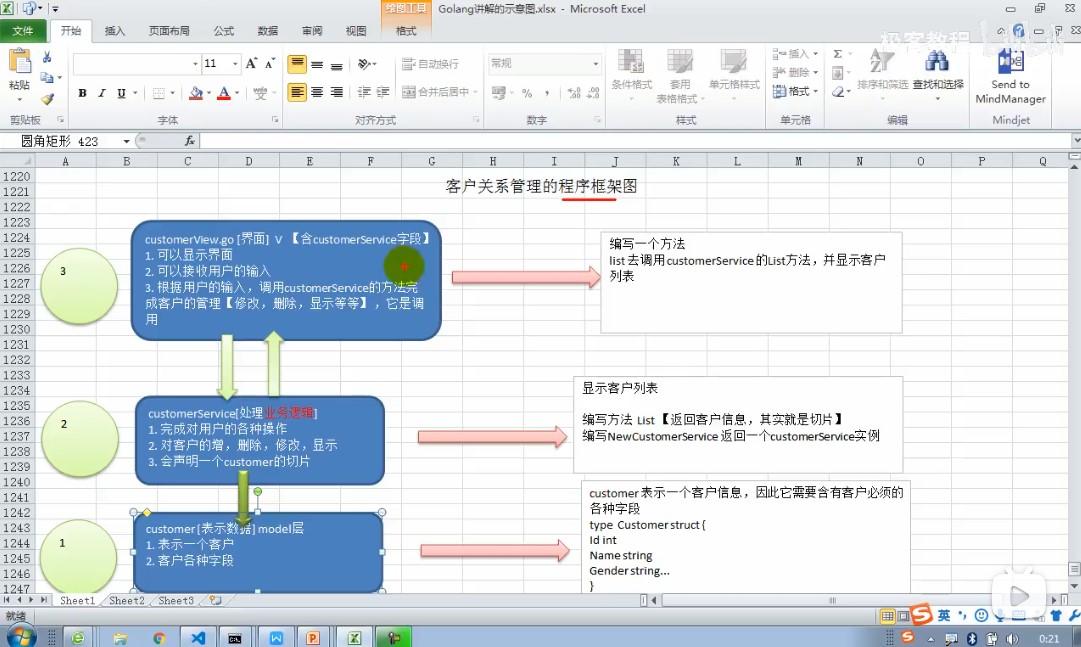 绘图工具
Golang讲解的示意图.xlsx - Microsoft Excel
文件 开始 插入 页面布局 公式 数据 审阅 视图 格式
极客教程
粘贴
11
B I U
自动换行
合并后居中
常规
条件格式
套用
表格格式
单元格样式
插入
删除
格式
排序和筛选 查找和选择
Send to
MindManager
剪贴板 字体 对齐方式 数字 样式 单元格 编辑 Mindjet
圆角矩形 423 fx
A B C D E F G H I J K L M N O P Q
1220
1221
1222
1223
1224
1225
1226
1227
1228
1229
1230
1231
1232
1233
1234
1235
1236
1237
1238
1239
1240
1241
1242
1243
1244
1245
1246
1247
客户关系管理的程序框架图
3
customerView.go [界面] V 【含customerService字段】
1. 可以显示界面
2. 可以接收用户的输入
3. 根据用户的输入，调用customerService的方法完
成客户的管理【修改，删除，显示等等】，它是调
用
编写一个方法
list 去调用customerService 的List方法，并显示客户
列表
2
customerService[处理业务逻辑]
1. 完成对用户的各种操作
2. 对客户的增，删除，修改，显示
3. 会声明一个customer的切片
显示客户列表
编写方法 List 【返回客户信息，其实就是切片】
编写NewCustomerService 返回一个customerService实例
1
customer [表示数据] model层
1. 表示一个客户
2. 客户各种字段
customer 表示一个客户信息，因此它需要含有客户必须的
各种字段
type Customer struct {
Id int
Name string
Gender string...
}
Sheet1 Sheet2 Sheet3
就绪
英
0:21